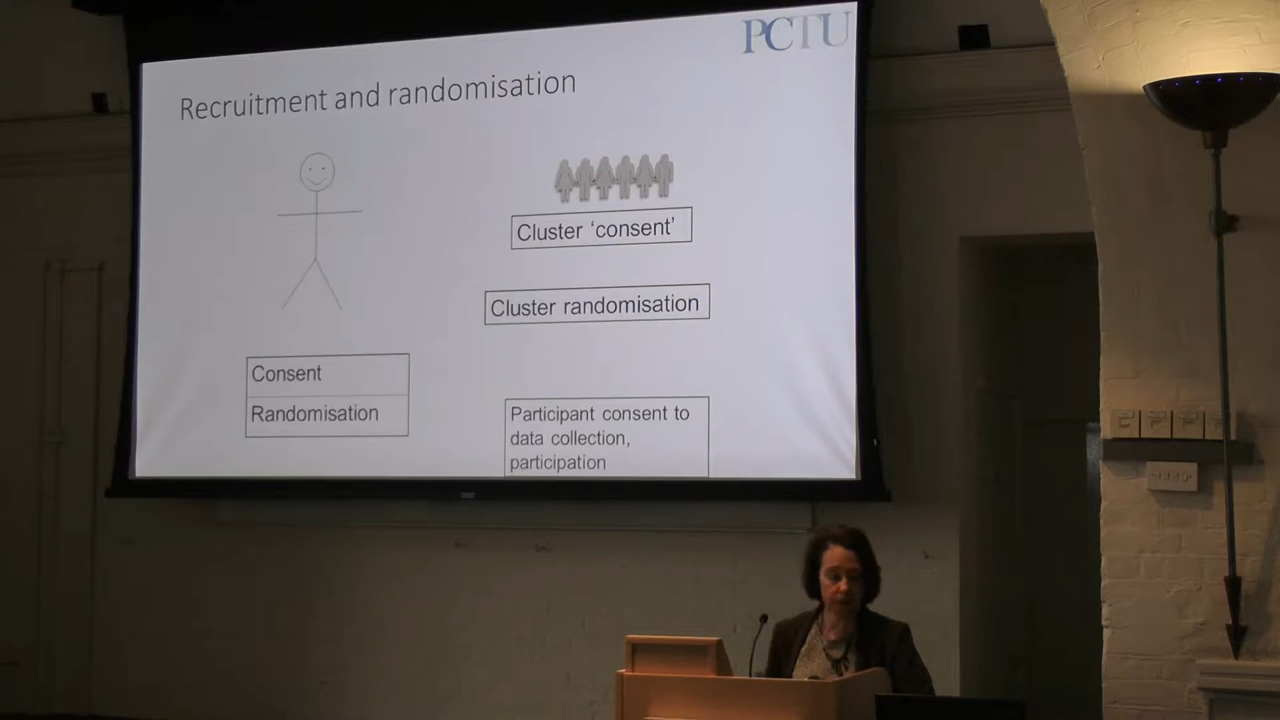 PCTU
Recruitment and randomisation
Cluster ‘consent’
Cluster randomisation
Consent
Randomisation
Participant consent to
data collection,
participation